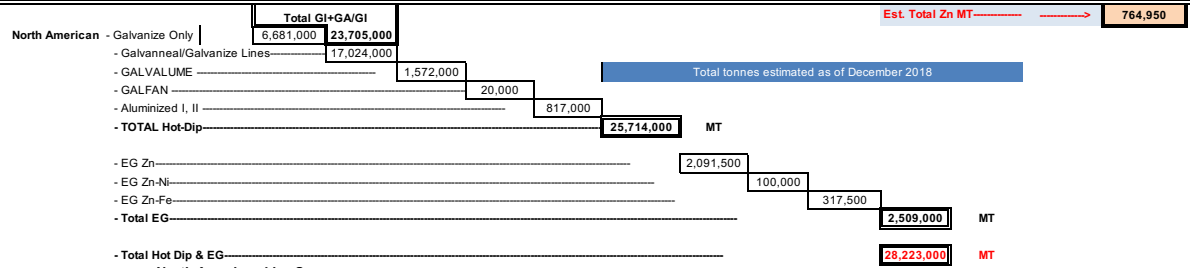 Total GI+GA/GI Est. Total Zn MT-------------- ------------> 764,950
North American - Galvanize Only 6,681,000 23,705,000
- Galvanneal/Galvanize Lines---------------- 17,024,000
- GALVALUME ---------------------------------------------------- 1,572,000 Total tonnes estimated as of December 2018
- GALFAN ------------------------------------------------------------------------------------ 20,000
- Aluminized I, II ---------------------------------------------------------------------------------------- 817,000
- TOTAL Hot-Dip------------------------------------------------------------------------------------------------------------------- 25,714,000 MT
- EG Zn------------------------------------------------------------------------------------------------------------------------------------------ 2,091,500
- EG Zn-Ni--------------------------------------------------------------------------------------------------------------------------------------------- 100,000
- EG Zn-Fe--------------------------------------------------------------------------------------------------------------------------------------------------- 317,500
- Total EG--------------------------------------------------------------------------------------------------------------------------------------------------------------------- 2,509,000 MT
- Total Hot Dip & EG------------------------------------------------------------------------------------------------------------------------------------------------ 28,223,000 MT